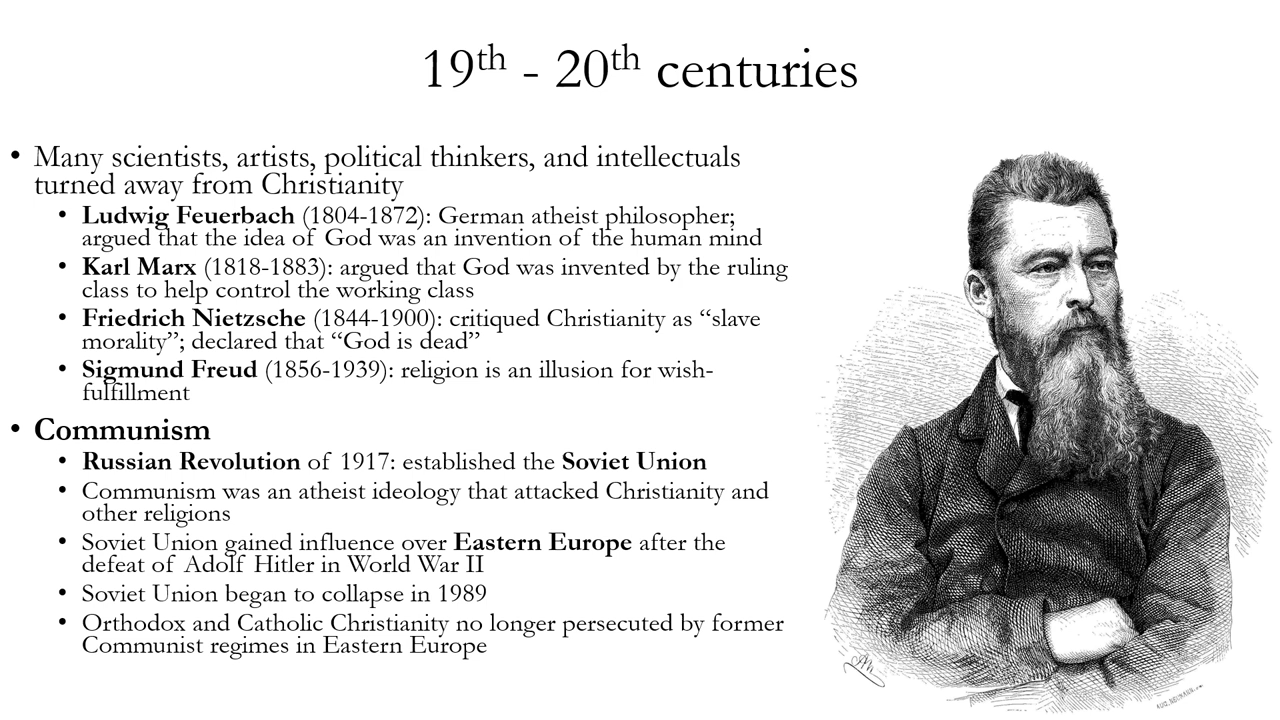 19th - 20th centuries
• Many scientists, artists, political thinkers, and intellectuals
turned away from Christianity
• Ludwig Feuerbach (1804-1872): German atheist philosopher;
argued that the idea of God was an invention of the human mind
• Karl Marx (1818-1883): argued that God was invented by the ruling
class to help control the working class
• Friedrich Nietzsche (1844-1900): critiqued Christianity as “slave
morality”; declared that “God is dead”
• Sigmund Freud (1856-1939): religion is an illusion for wish-
fulfillment
• Communism
• Russian Revolution of 1917: established the Soviet Union
• Communism was an atheist ideology that attacked Christianity and
other religions
• Soviet Union gained influence over Eastern Europe after the
defeat of Adolf Hitler in World War II
• Soviet Union began to collapse in 1989
• Orthodox and Catholic Christianity no longer persecuted by former
Communist regimes in Eastern Europe